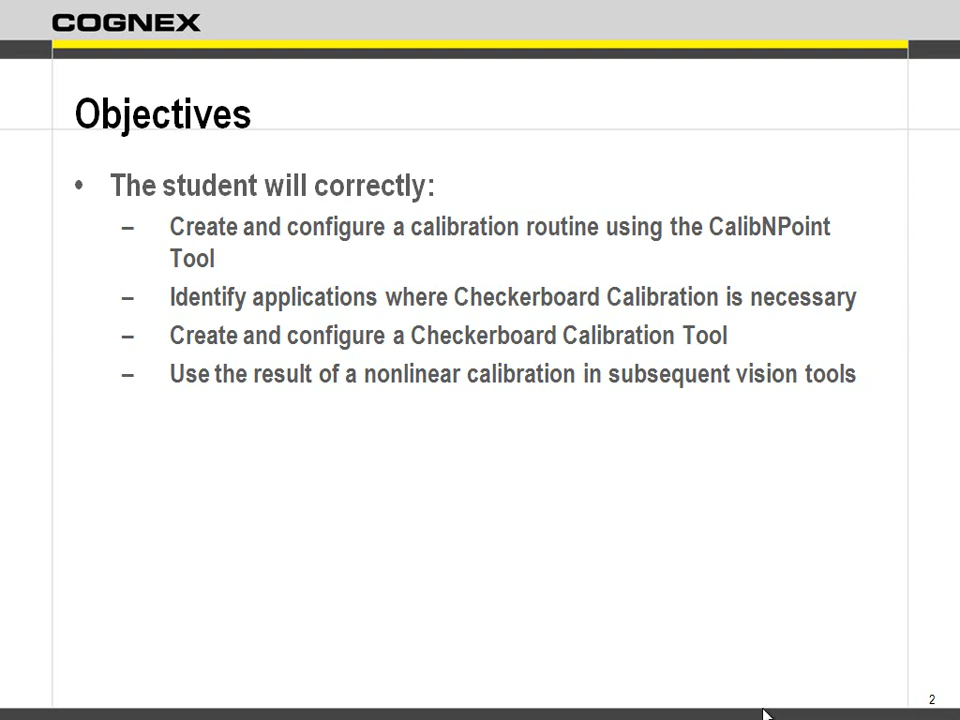 COGNEX
Objectives
• The student will correctly:
– Create and configure a calibration routine using the CalibNPoint
Tool
– Identify applications where Checkerboard Calibration is necessary
– Create and configure a Checkerboard Calibration Tool
– Use the result of a nonlinear calibration in subsequent vision tools
2